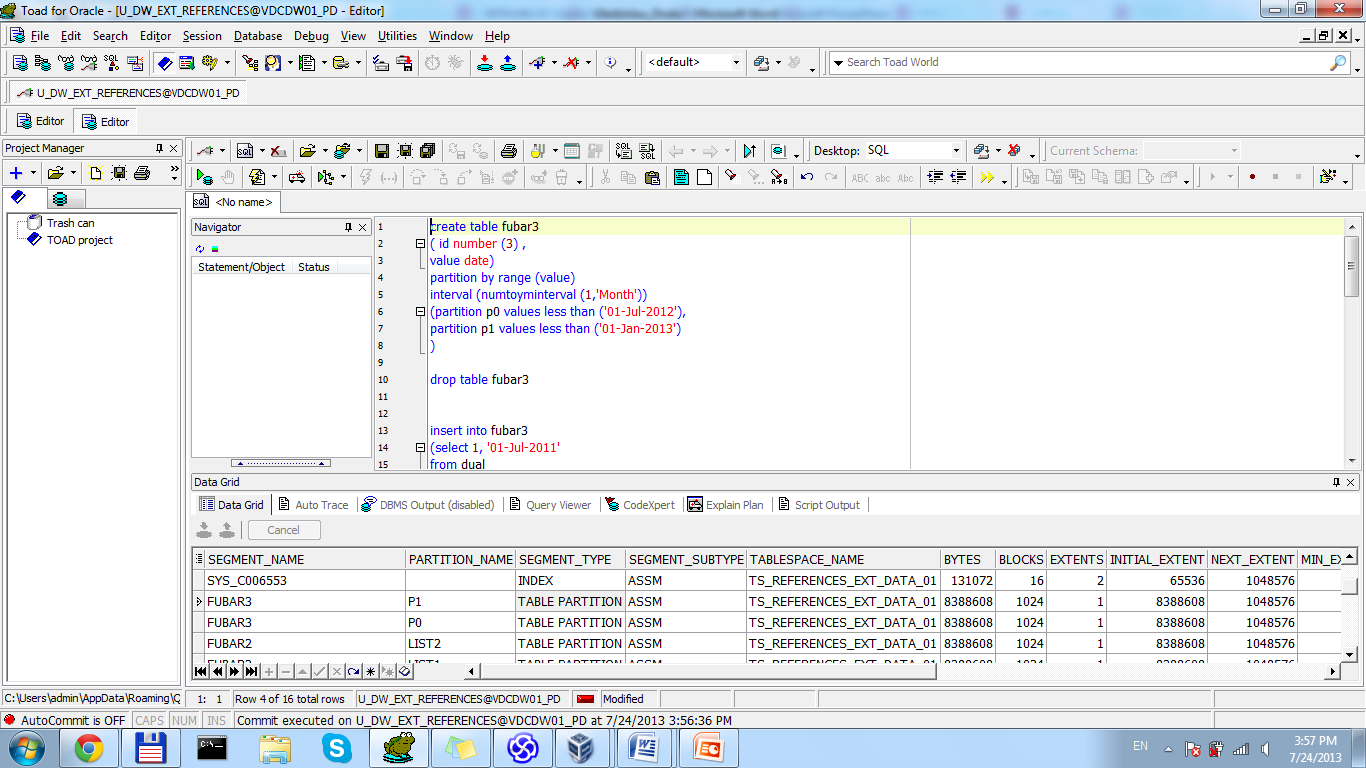 Toad for Oracle - [U_DW_EXT_REFERENCES@VDCDW01_PD - Editor]
File Edit Search Editor Session Database Debug View Utilities Window Help
<default> Search Toad World
U_DW_EXT_REFERENCES@VDCDW01_PD
Editor Editor
Project Manager
Desktop: SQL Current Schema:
SQL <No name>
Trash can
TOAD project
Navigator
Statement/Object Status
1 create table fubar3
2 ( id number (3) ,
3 value date)
4 partition by range (value)
5 interval (numtoyminterval (1,'Month'))
6 (partition p0 values less than ('01-Jul-2012'),
7 partition p1 values less than ('01-Jan-2013')
8 )
9
10 drop table fubar3
11
12
13 insert into fubar3
14 (select 1, '01-Jul-2011'
15 from dual
Data Grid
Data Grid Auto Trace DBMS Output (disabled) Query Viewer CodeXpert Explain Plan Script Output
Cancel
SEGMENT_NAME PARTITION_NAME SEGMENT_TYPE SEGMENT_SUBTYPE TABLESPACE_NAME BYTES BLOCKS EXTENTS INITIAL_EXTENT NEXT_EXTENT MIN_EX
SYS_C006553 INDEX ASSM TS_REFERENCES_EXT_DATA_01 131072 16 2 65536 1048576
FUBAR3 P1 TABLE PARTITION ASSM TS_REFERENCES_EXT_DATA_01 8388608 1024 1 8388608 1048576
FUBAR3 P0 TABLE PARTITION ASSM TS_REFERENCES_EXT_DATA_01 8388608 1024 1 8388608 1048576
FUBAR2 LIST2 TABLE PARTITION ASSM TS_REFERENCES_EXT_DATA_01 8388608 1024 1 8388608 1048576
C:\Users\admin\AppData\Roaming\Q 1: 1 Row 4 of 16 total rows U_DW_EXT_REFERENCES@VDCDW01_PD Modified
AutoCommit is OFF CAPS NUM INS Commit executed on U_DW_EXT_REFERENCES@VDCDW01_PD at 7/24/2013 3:56:36 PM
EN 3:57 PM
7/24/2013